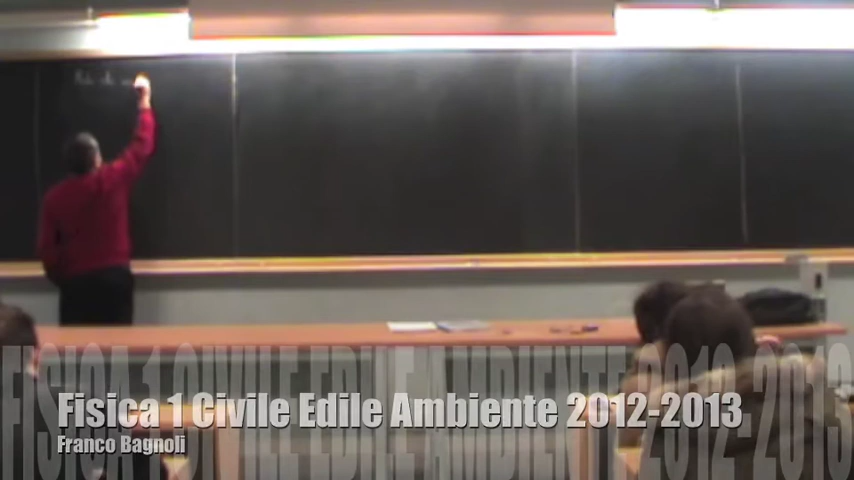 Fisica 1 Civile Edile Ambiente 2012-2013
Franco Bagnoli
FISICA 1 CIVILE EDILE AMBIENTE 2012-2013